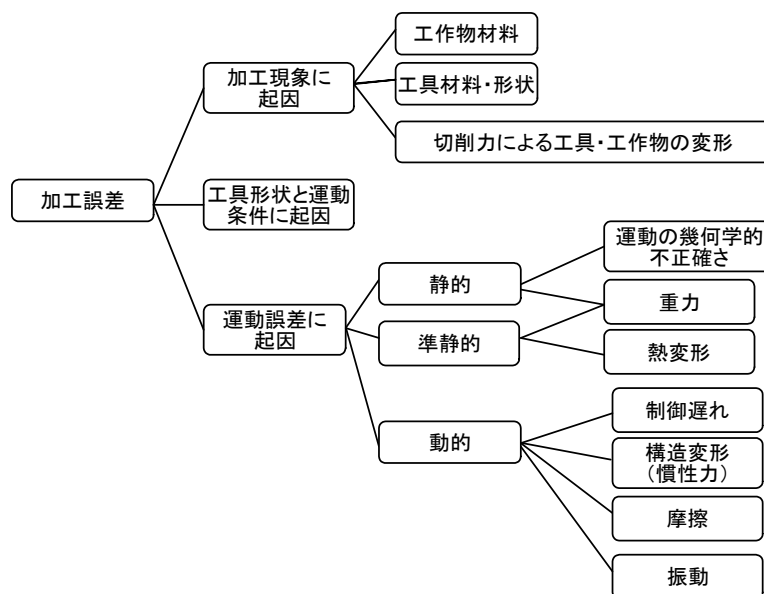 工作物材料
加工現象に
起因
工具材料・形状
切削力による工具・工作物の変形
加工誤差
工具形状と運動
条件に起因
運動の幾何学的
不正確さ
静的
重力
運動誤差に
起因
準静的
熱変形
制御遅れ
動的
構造変形
（慣性力）
摩擦
振動